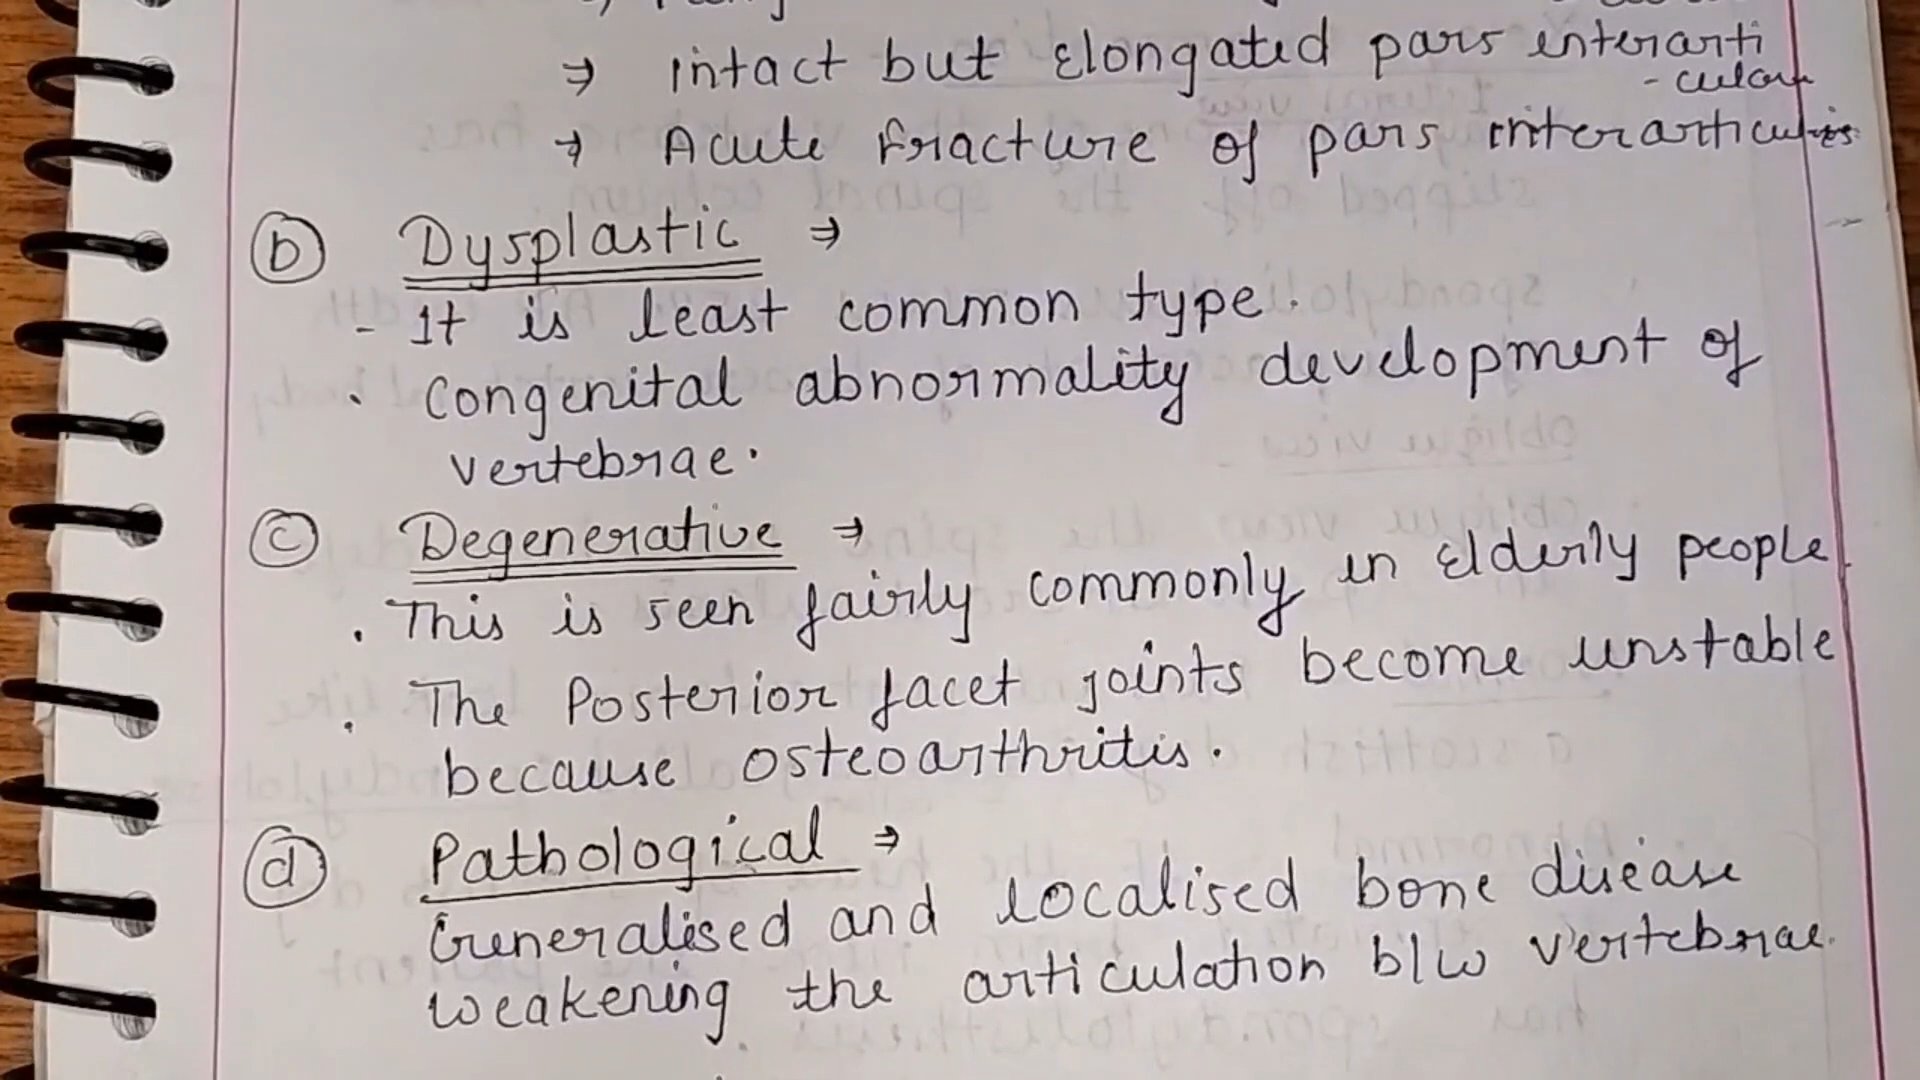 ⇒ intact but Elongated pars interarti
- cular
→ Acute fracture of pars interarticularis
(b) Dysplastic ⇒
- It is least common type.
• congenital abnormality development of
vertebrae.
(c) Degenerative →
• This is seen fairly commonly in Elderly people
• The Posterior facet joints become unstable
because osteoarthritis.
(d) Pathological ⇒
Generalised and localised bone disease
weakening the articulation b/w vertebrae.